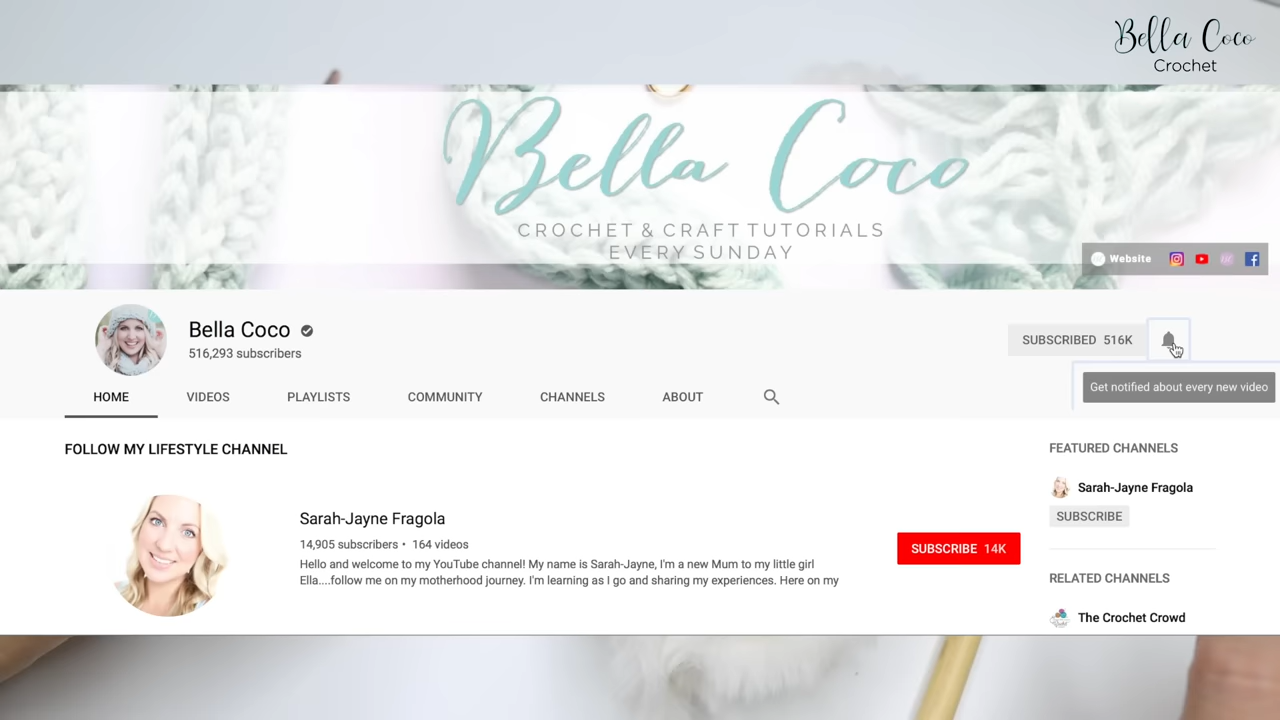 Bella Coco
Crochet
Bella Coco
CROCHET & CRAFT TUTORIALS
EVERY SUNDAY
Website
Bella Coco
516,293 subscribers
SUBSCRIBED 516K
Get notified about every new video
HOME VIDEOS PLAYLISTS COMMUNITY CHANNELS ABOUT
FOLLOW MY LIFESTYLE CHANNEL
Sarah-Jayne Fragola
14,905 subscribers • 164 videos
Hello and welcome to my YouTube channel! My name is Sarah-Jayne, I'm a new Mum to my little girl
Ella....follow me on my motherhood journey. I'm learning as I go and sharing my experiences. Here on my
SUBSCRIBE 14K
FEATURED CHANNELS
Sarah-Jayne Fragola
SUBSCRIBE
RELATED CHANNELS
The Crochet Crowd